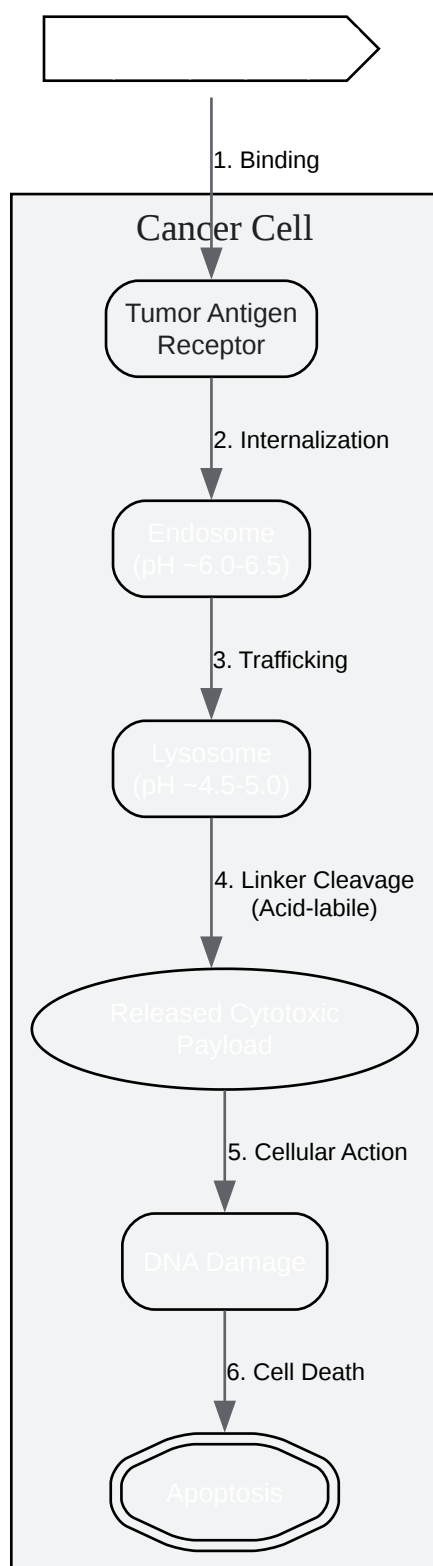 1. Binding
Cancer Cell
Tumor Antigen
Receptor
2. Internalization
Endosome
(pH ~6.0-6.5)
3. Trafficking
Lysosome
(pH ~4.5-5.0)
4. Linker Cleavage
(Acid-labile)
Released Cytotoxic
Payload
5. Cellular Action
DNA Damage
6. Cell Death
Apoptosis